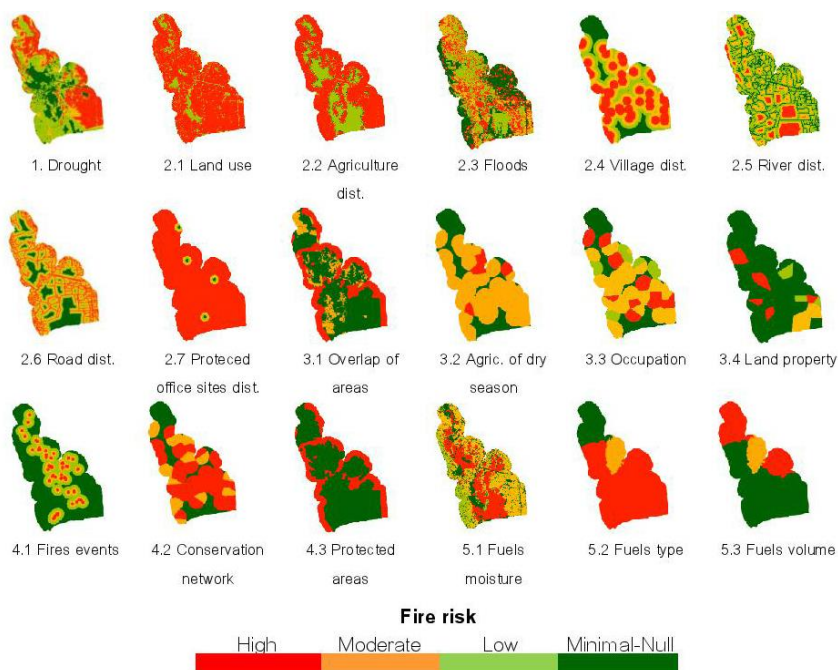 1. Drought
2.1 Land use
2.2 Agriculture
dist.
2.3 Floods
2.4 Village dist.
2.5 River dist.
2.6 Road dist.
2.7 Proteced
office sites dist.
3.1 Overlap of
areas
3.2 Agric. of dry
season
3.3 Occupation
3.4 Land property
4.1 Fires events
4.2 Conservation
network
4.3 Protected
areas
5.1 Fuels
moisture
5.2 Fuels type
5.3 Fuels volume
Fire risk
High
Moderate
Low
Minimal-Null